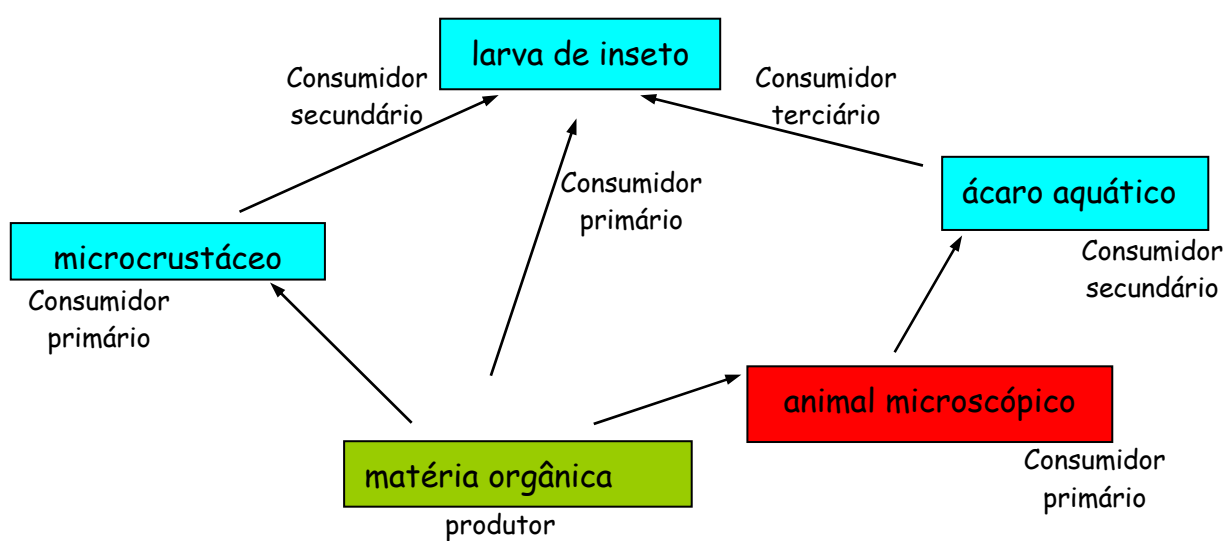 larva de inseto
Consumidor
secundário
Consumidor
terciário
Consumidor
primário
ácaro aquático
Consumidor
secundário
microcrustáceo
Consumidor
primário
animal microscópico
Consumidor
primário
matéria orgânica
produtor